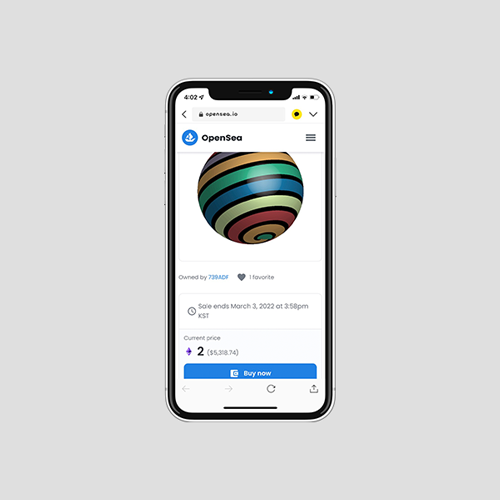 4:02
opensea.io
OpenSea
Owned by 739ADF 1 favorite
Sale ends March 3, 2022 at 3:58pm
KST
Current price
2 ($5,318.74)
Buy now